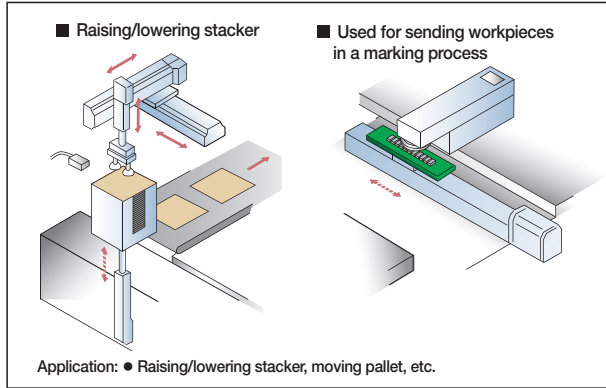 ■ Raising/lowering stacker
■ Used for sending workpieces
in a marking process
Application: ● Raising/lowering stacker, moving pallet, etc.